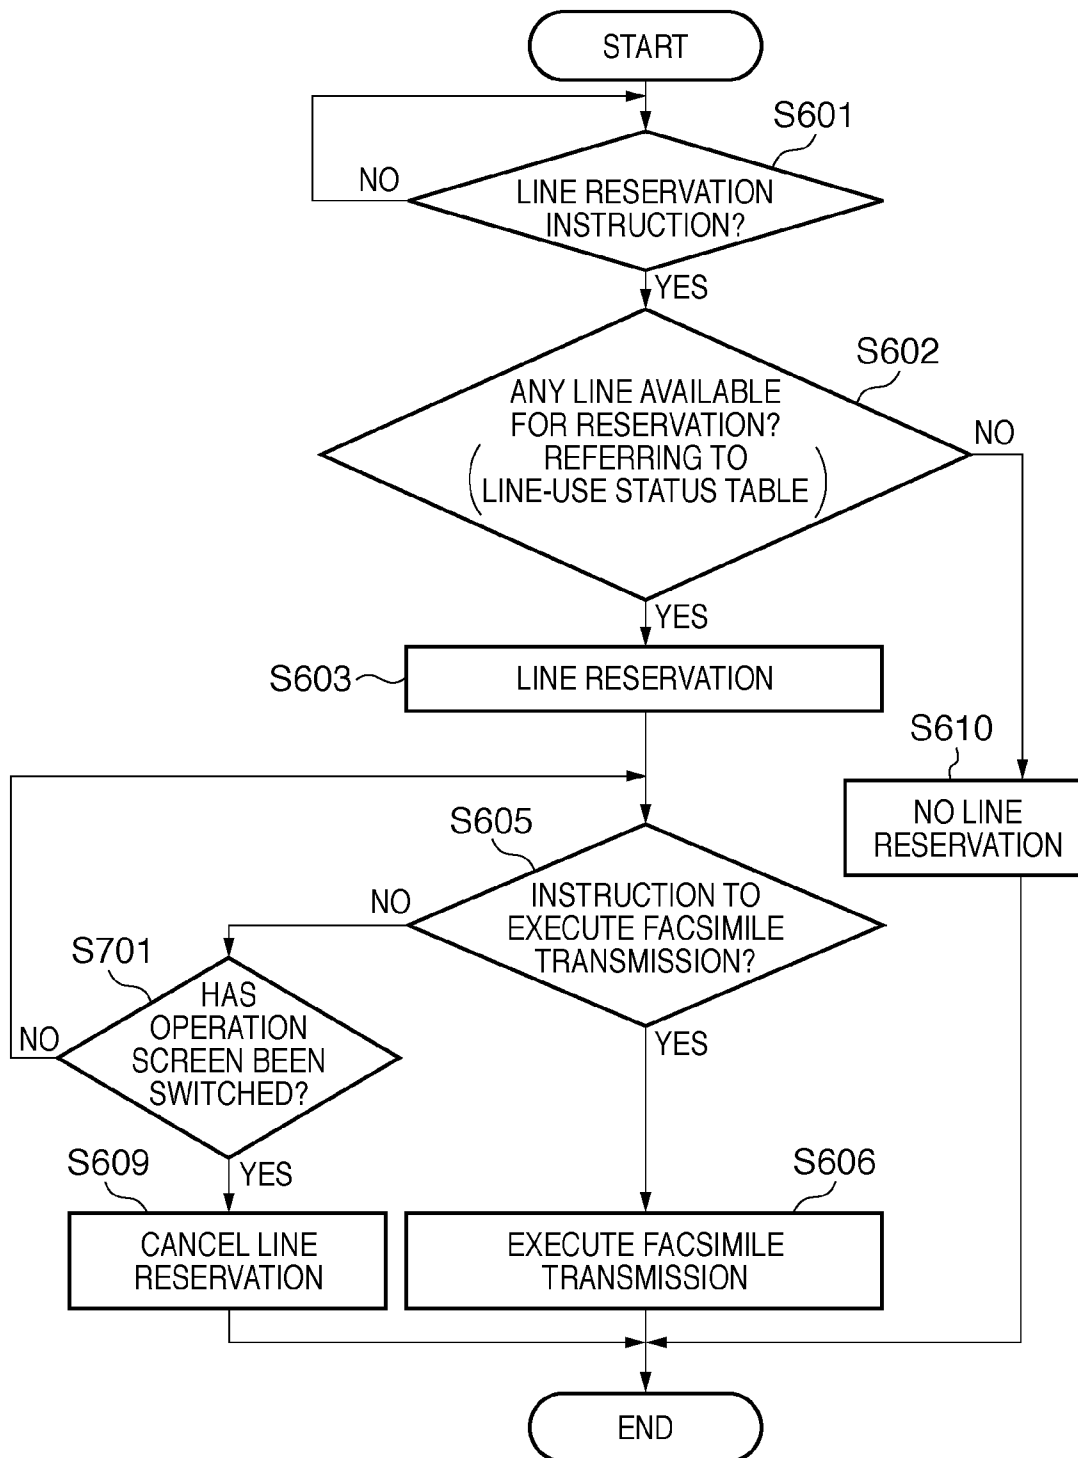 START
S601
NO
LINE RESERVATION
INSTRUCTION?
YES
S602
ANY LINE AVAILABLE
FOR RESERVATION?
(REFERRING TO
LINE-USE STATUS TABLE)
NO
YES
S603
LINE RESERVATION
S610
NO LINE
RESERVATION
S605
NO
INSTRUCTION TO
EXECUTE FACSIMILE
TRANSMISSION?
S701
NO
HAS
OPERATION
SCREEN BEEN
SWITCHED?
YES
S609
YES
S606
CANCEL LINE
RESERVATION
EXECUTE FACSIMILE
TRANSMISSION
END